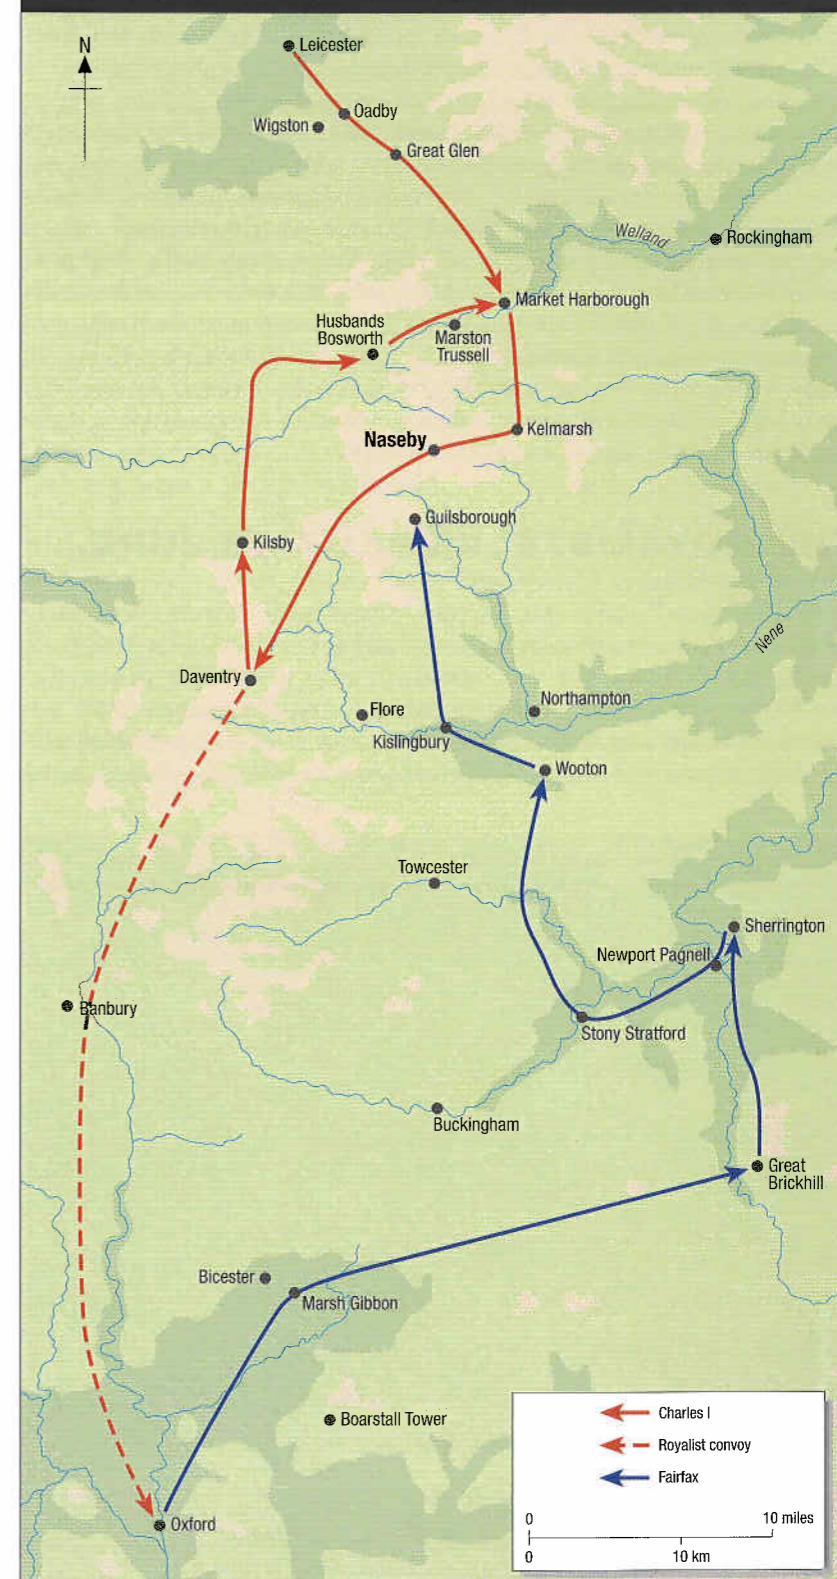 N
Leicester
Oadby
Wigston
Great Glen
Welland
Rockingham
Market Harborough
Husbands
Bosworth
Marston
Trussell
Kelmarsh
Naseby
Guilsborough
Kilsby
Nene
Daventry
Northampton
Flore
Kislingbury
Wooton
Towcester
Sherrington
Newport Pagnell
Banbury
Stony Stratford
Buckingham
Great
Brickhill
Bicester
Marsh Gibbon
Boarstall Tower
Oxford
Charles I
Royalist convoy
Fairfax
0 10 miles
0 10 km